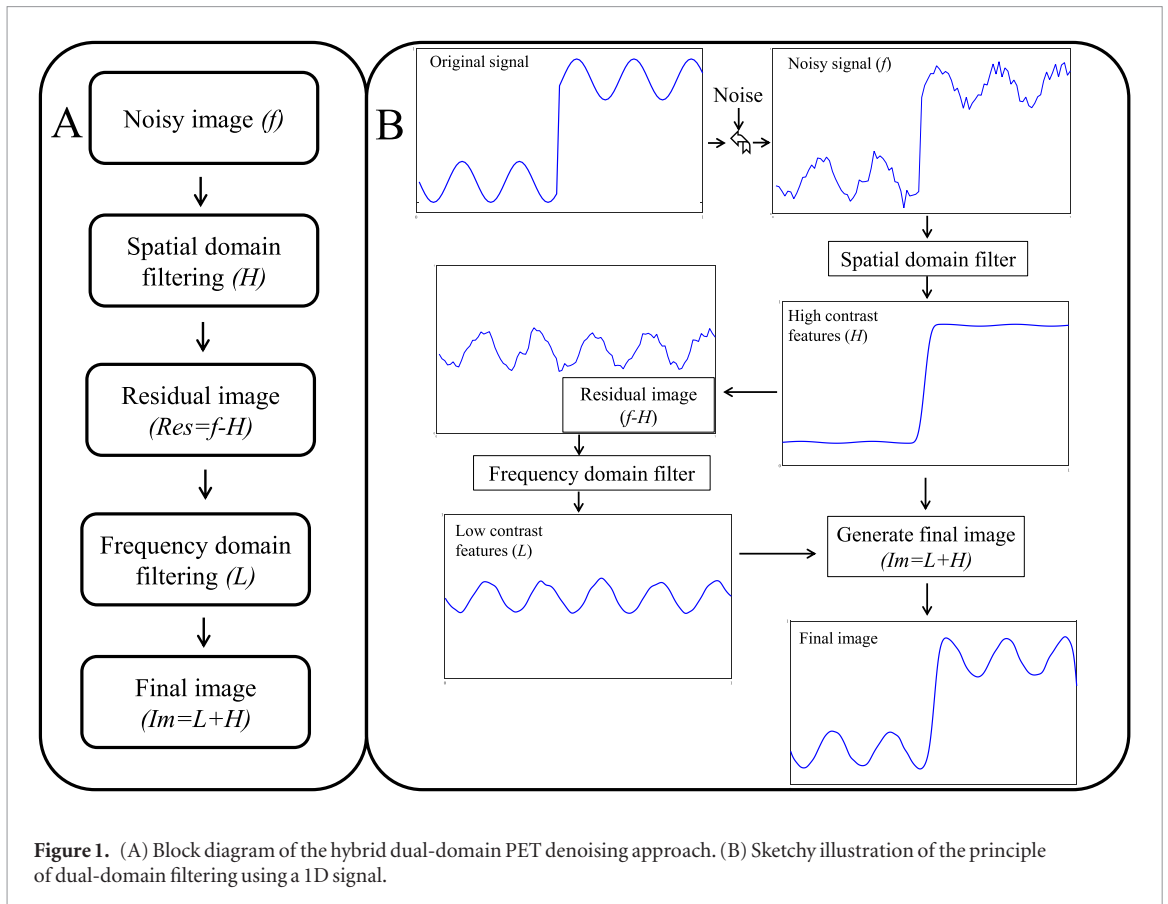 A
Noisy image (f)
Spatial domain
filtering (H)
Residual image
(Res=f-H)
Frequency domain
filtering (L)
Final image
(Im=L+H)
B
Original signal
Noise
Noisy signal (f)
Spatial domain filter
High contrast
features (H)
Residual image
(f-H)
Frequency domain filter
Low contrast
features (L)
Generate final image
(Im=L+H)
Final image
Figure 1. (A) Block diagram of the hybrid dual-domain PET denoising approach. (B) Sketchy illustration of the principle
of dual-domain filtering using a 1D signal.